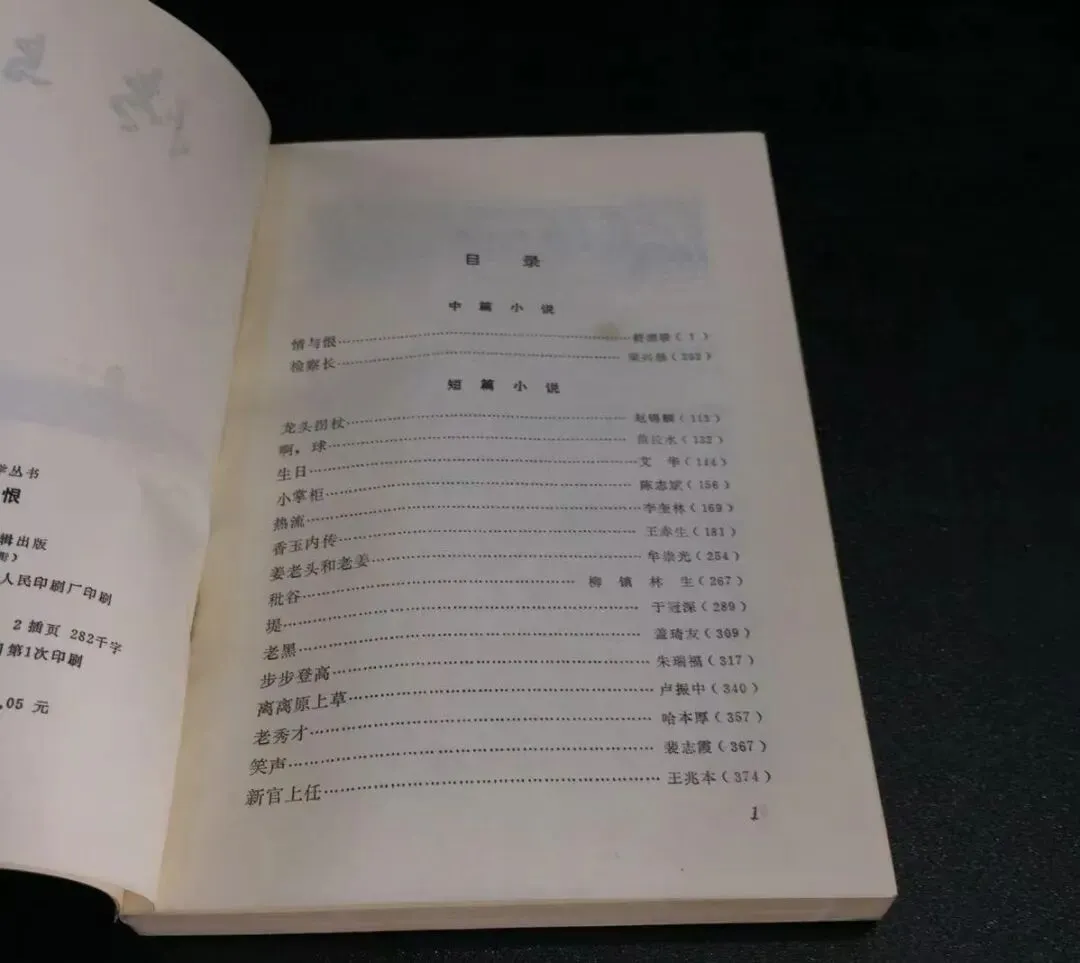 学丛书
恨
辑出版
人民印刷厂印刷
2 插页 282千字
第1次印刷
.05 元
目 录
中 篇 小 说
情与恨………(1)
检察长………
短 篇 小 说
龙头拐杖………赵锡麟(113)
啊，球………(132)
生日………艾 华(144)
小掌柜………陈志斌(156)
热流………李奎林(169)
香玉内传………王赤生(181)
姜老头和老姜………牟崇光(254)
秕谷………柳 镇 林 生(267)
堤………于冠深(289)
老黑………盖琦友(309)
步步登高………朱瑞福(317)
离离原上草………卢振中(340)
老秀才………哈本厚(357)
笑声………裴志霞(367)
新官上任………王兆本(374)
1